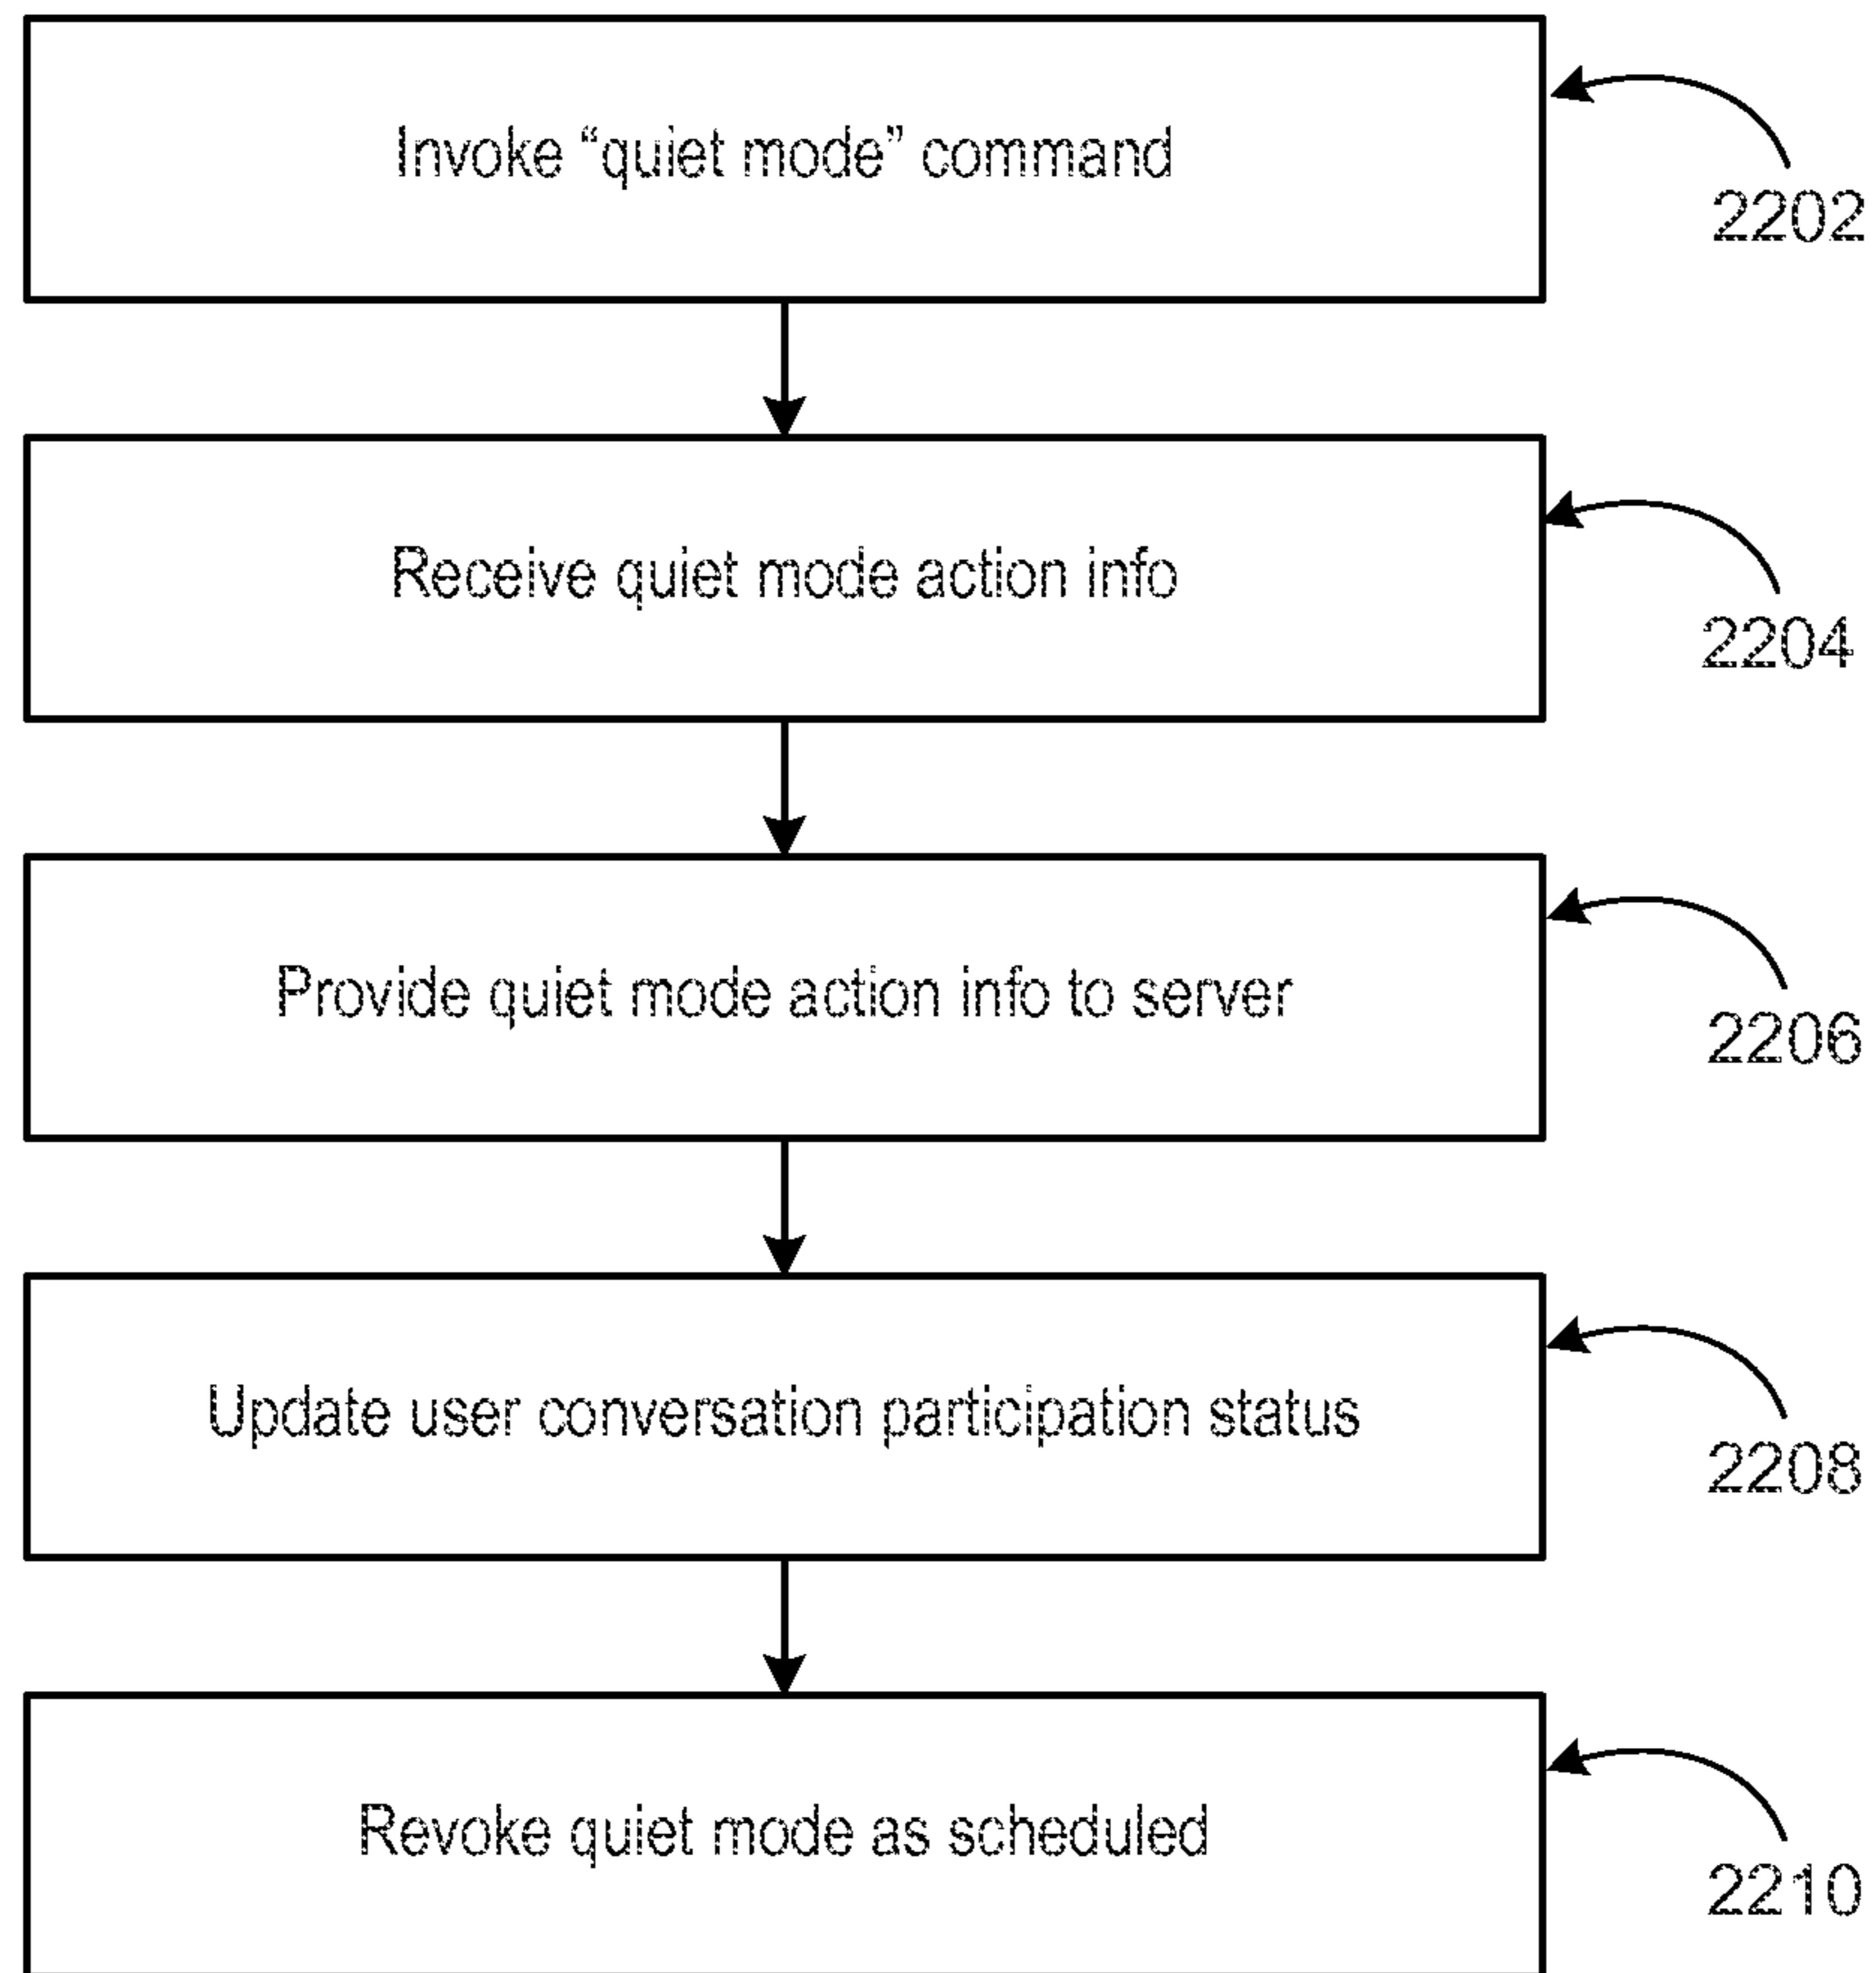 Invoke “quiet mode” command
2202
Receive quiet mode action info
2204
Provide quiet mode action info to server
2206
Update user conversation participation status
2208
Revoke quiet mode as scheduled
2210